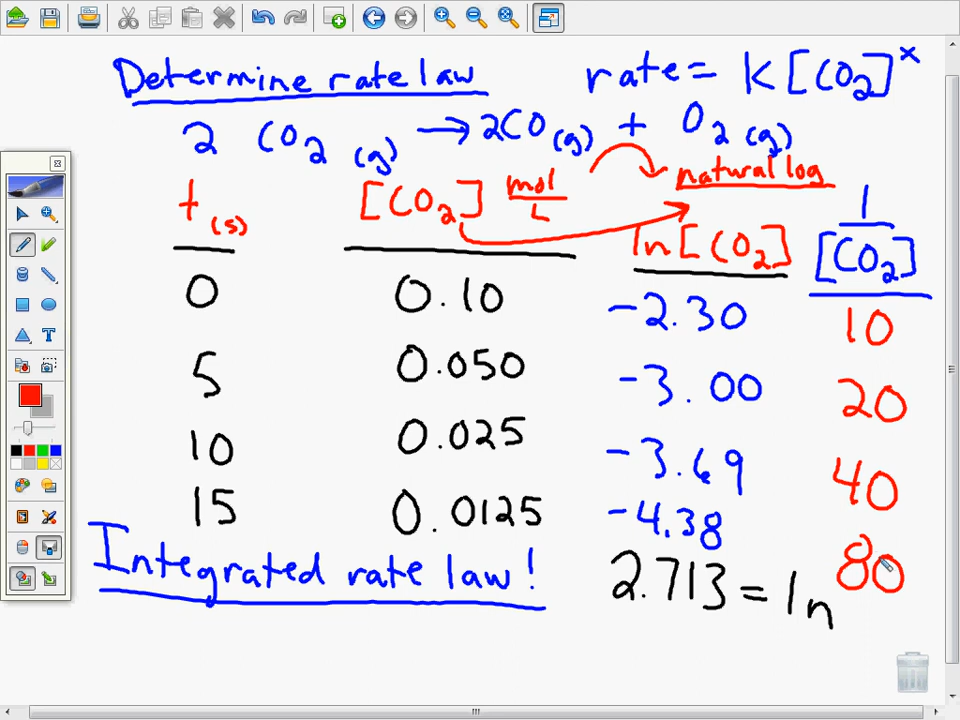 Determine rate law
rate = K [CO2]^x
2 CO2 (g) → 2CO(g) + O2 (g)
natural log
t (s)
[CO2] mol/L
ln [CO2]
1/[CO2]
0 0.10 -2.30 10
5 0.050 -3.00 20
10 0.025 -3.69 40
15 0.0125 -4.38 80
Integrated rate law!
2.713 = ln